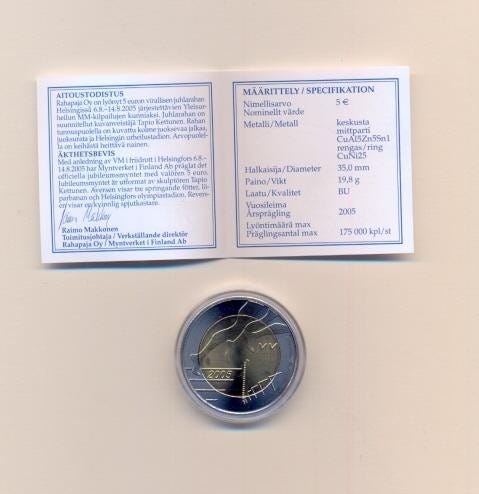 AITOUSTODISTUS
Rahapaja Oy on lyönyt 5 euron virallisen juhlarahan
Helsingissä 6.8.–14.8.2005 järjestettävien Yleisur-
heilun MM-kilpailujen kunniaksi. Juhlarahan on
suunnitellut kuvanveistäjä Tapio Kettunen. Rahan
tunnuspuolella on kuvattu kolme juoksevaa jalkaa,
juoksurata ja Helsingin urheilustadion. Arvopuolel-
la on keihästä heittävä nainen.
ÄKTHETSBEVIS
Med anledning av VM i friidrott i Helsingfors 6.8.–
14.8.2005 har Myntverket i Finland Ab präglat det
officiella jubileumsmyntet med valören 5 euro.
Jubileumsmyntet är utformat av skulptören Tapio
Kettunen. Aversen visar tre springande fötter, lö-
parbanan och Helsingfors olympiastadion. Rever-
sen visar en kvinnlig spjutkastare.
Raimo Makkonen
Toimitusjohtaja / Verkställande direktör
Rahapaja Oy / Myntverket i Finland Ab
MÄÄRITTELY / SPECIFIKATION
Nimellisarvo 5 €
Nominellt värde
Metalli/Metall keskusta
mittparti
CuAl5Zn5Sn1
rengas/ring
CuNi25
Halkaisija/Diameter 35,0 mm
Paino/Vikt 19,8 g
Laatu/Kvalitet BU
Vuosileima 2005
Årsprägling
Lyöntimäärä max
Präglingsantal max 175 000 kpl/st
2005